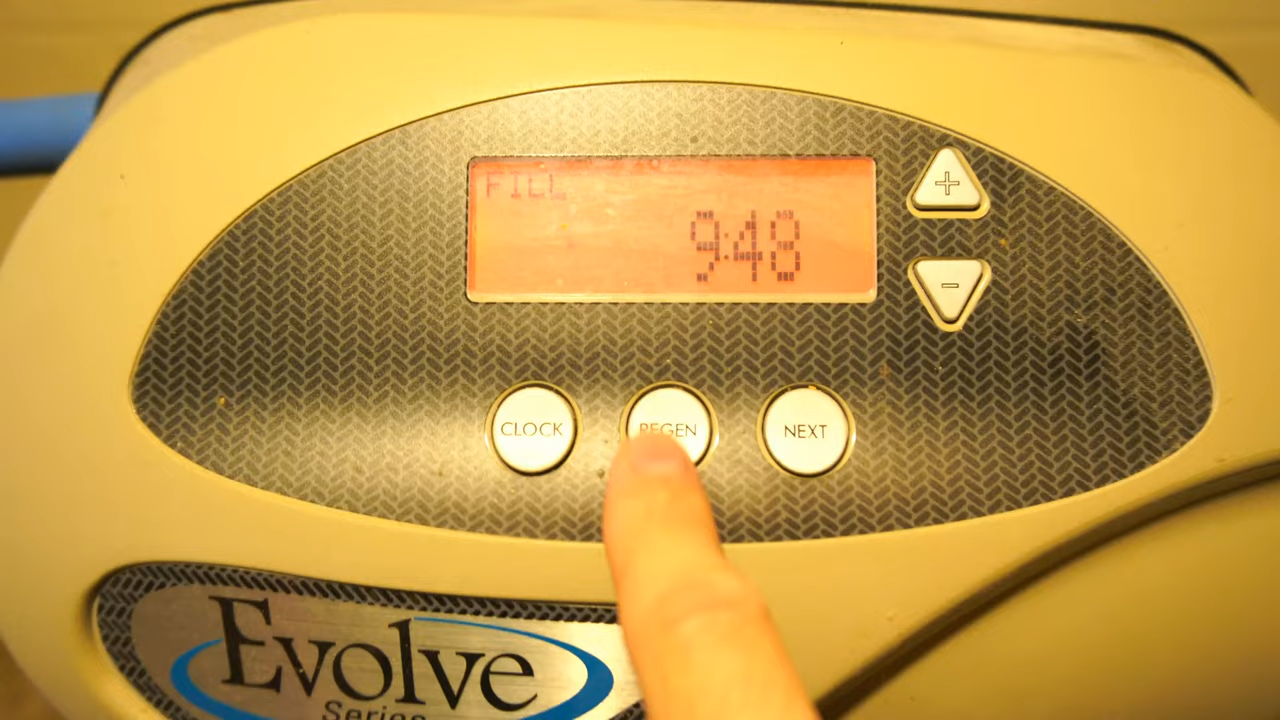 FILL
9:48
+
-
CLOCK
REGEN
NEXT
Evolve
Series